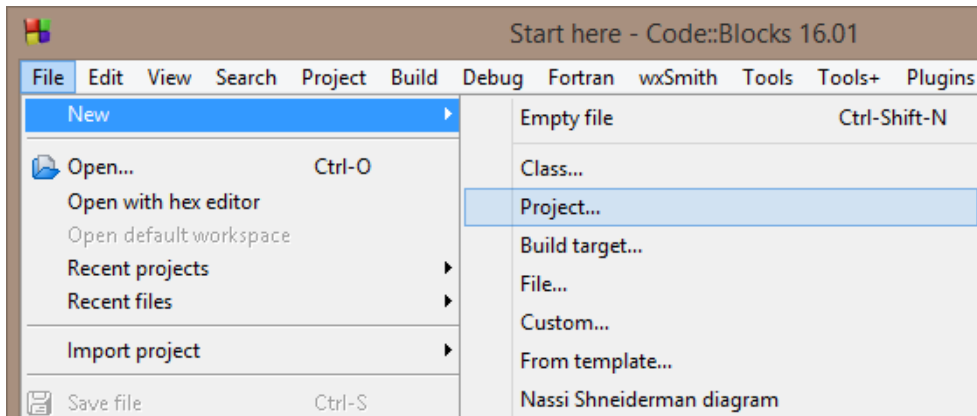 Start here - Code::Blocks 16.01
File Edit View Search Project Build Debug Fortran wxSmith Tools Tools+ Plugins
New
Open... Ctrl-O
Open with hex editor
Open default workspace
Recent projects
Recent files
Import project
Save file Ctrl-S
Empty file Ctrl-Shift-N
Class...
Project...
Build target...
File...
Custom...
From template...
Nassi Shneiderman diagram